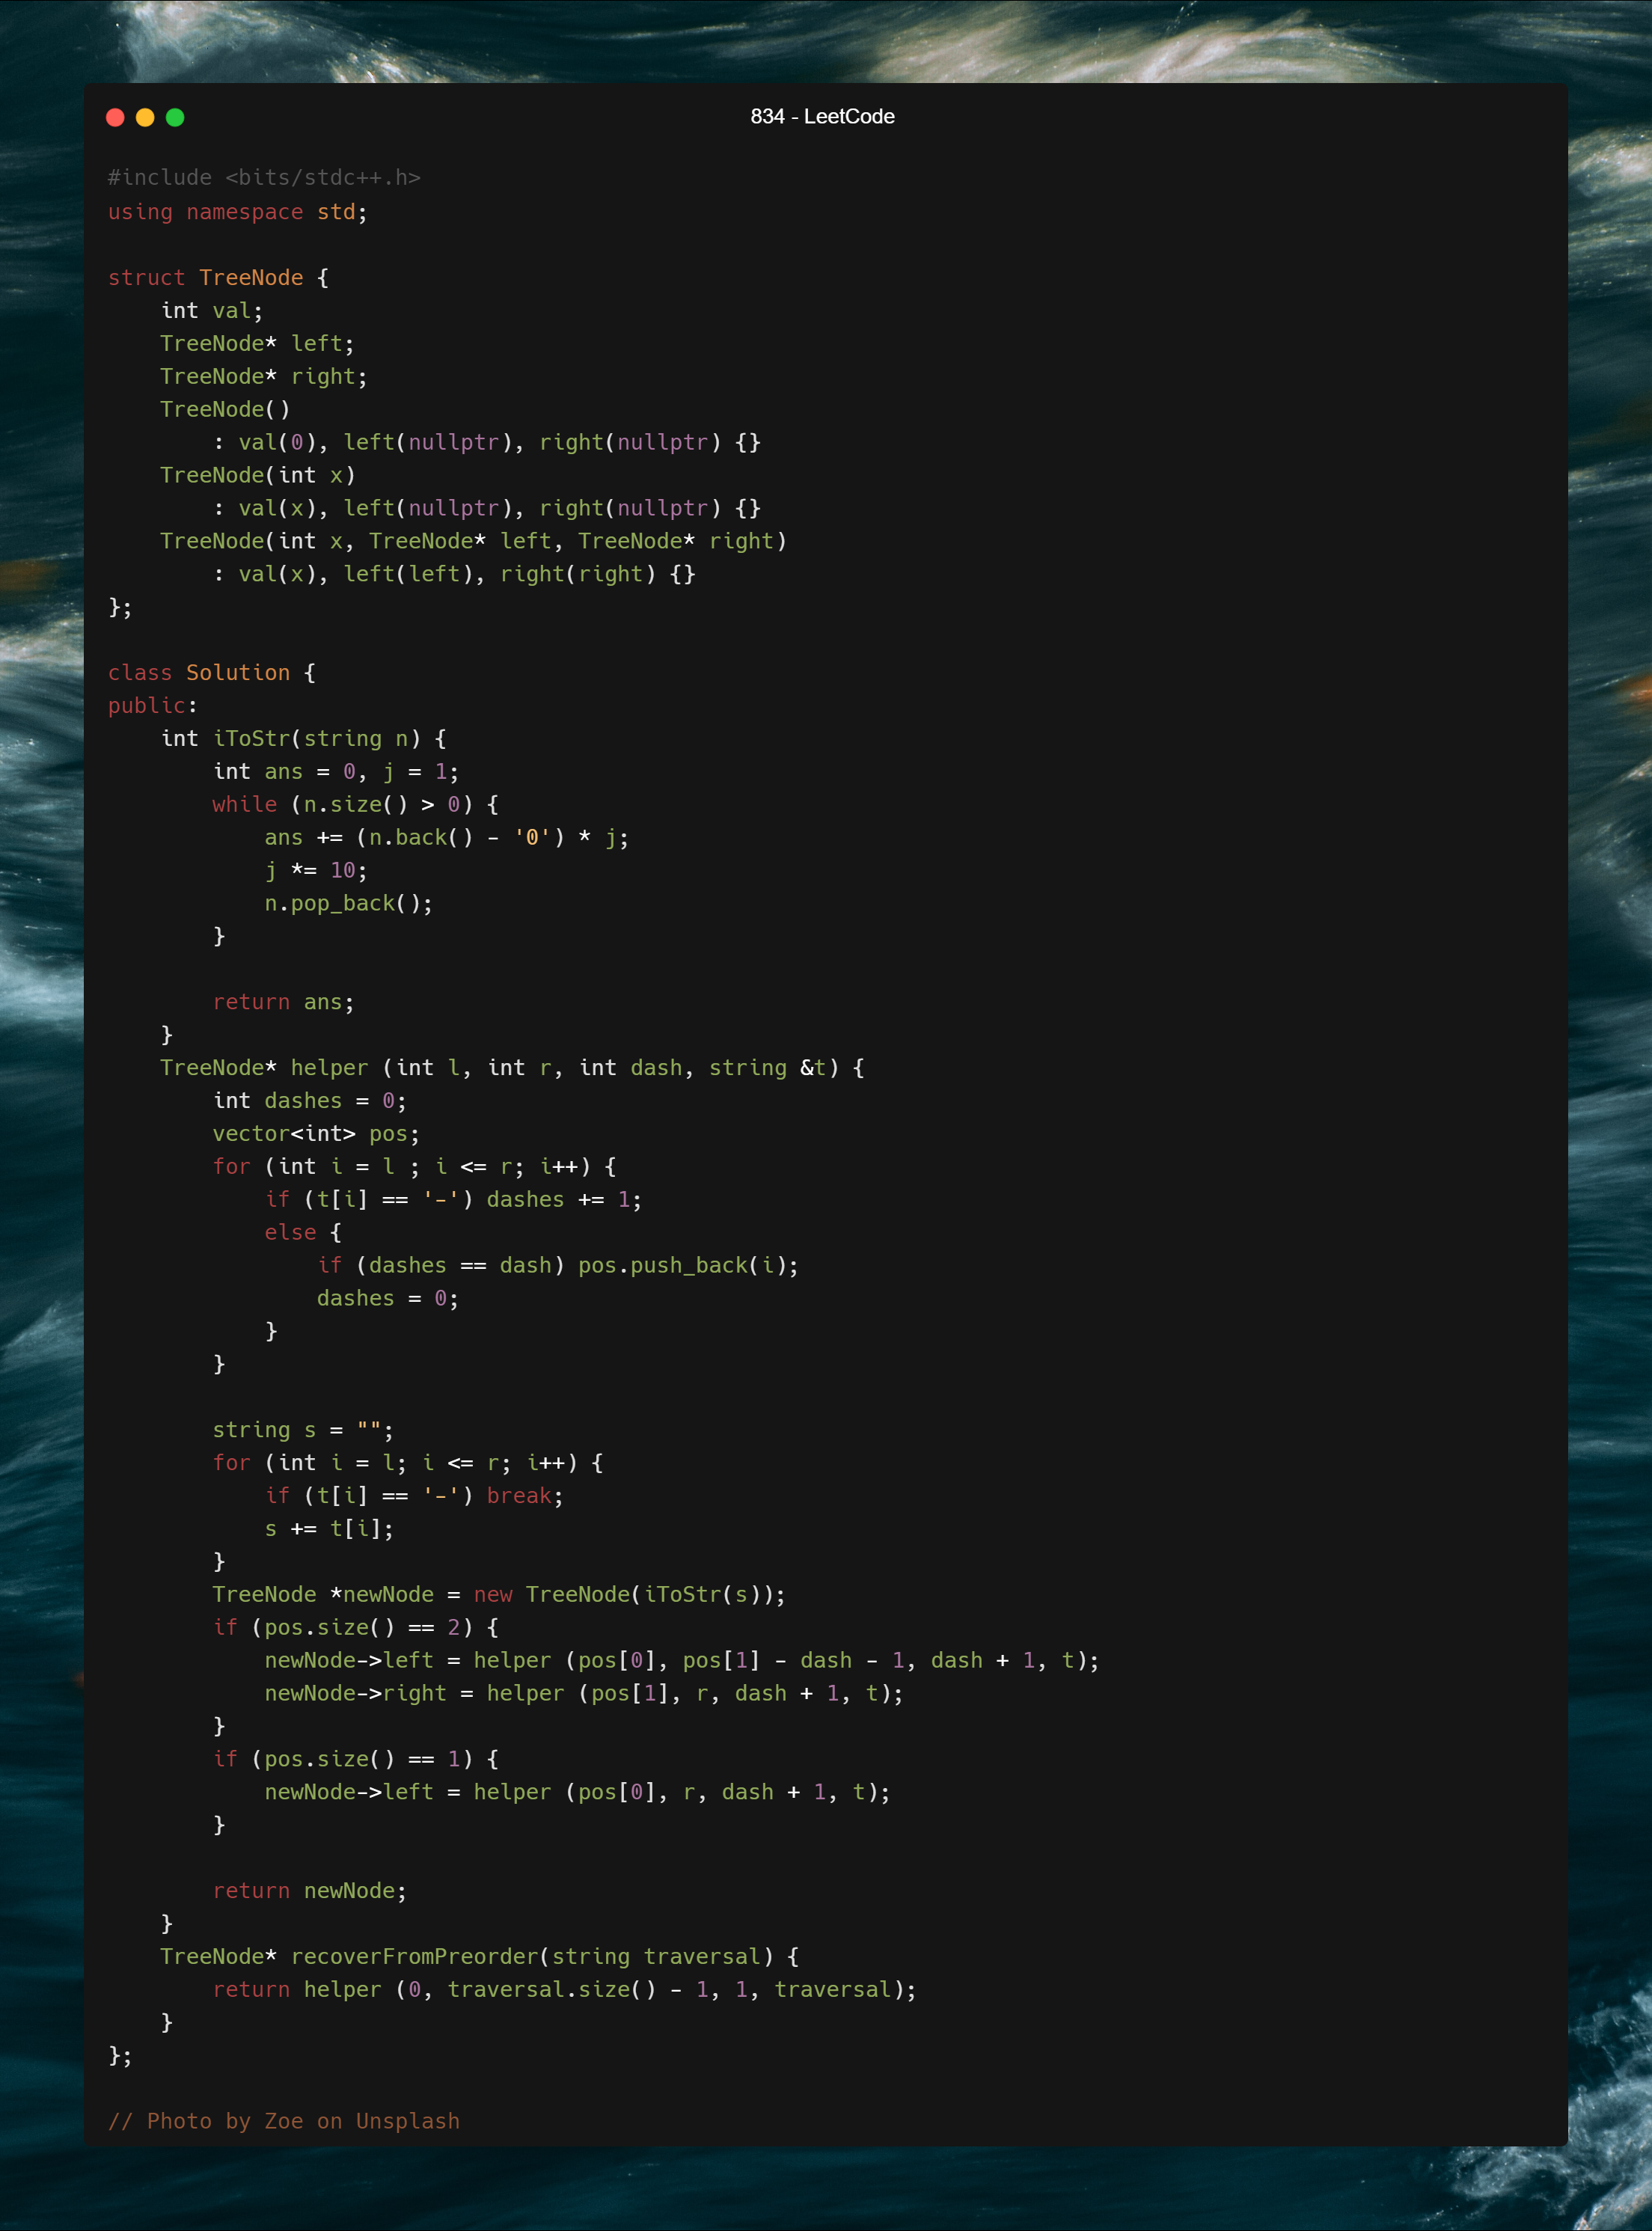 834 - LeetCode
#include <bits/stdc++.h>
using namespace std;
struct TreeNode {
    int val;
    TreeNode* left;
    TreeNode* right;
    TreeNode()
        : val(0), left(nullptr), right(nullptr) {}
    TreeNode(int x)
        : val(x), left(nullptr), right(nullptr) {}
    TreeNode(int x, TreeNode* left, TreeNode* right)
        : val(x), left(left), right(right) {}
};
class Solution {
public:
    int iToStr(string n) {
        int ans = 0, j = 1;
        while (n.size() > 0) {
            ans += (n.back() - '0') * j;
            j *= 10;
            n.pop_back();
        }
        return ans;
    }
    TreeNode* helper (int l, int r, int dash, string &t) {
        int dashes = 0;
        vector<int> pos;
        for (int i = l ; i <= r; i++) {
            if (t[i] == '-') dashes += 1;
            else {
                if (dashes == dash) pos.push_back(i);
                dashes = 0;
            }
        }
        string s = "";
        for (int i = l; i <= r; i++) {
            if (t[i] == '-') break;
            s += t[i];
        }
        TreeNode *newNode = new TreeNode(iToStr(s));
        if (pos.size() == 2) {
            newNode->left = helper (pos[0], pos[1] - dash - 1, dash + 1, t);
            newNode->right = helper (pos[1], r, dash + 1, t);
        }
        if (pos.size() == 1) {
            newNode->left = helper (pos[0], r, dash + 1, t);
        }
        return newNode;
    }
    TreeNode* recoverFromPreorder(string traversal) {
        return helper (0, traversal.size() - 1, 1, traversal);
    }
};
// Photo by Zoe on Unsplash